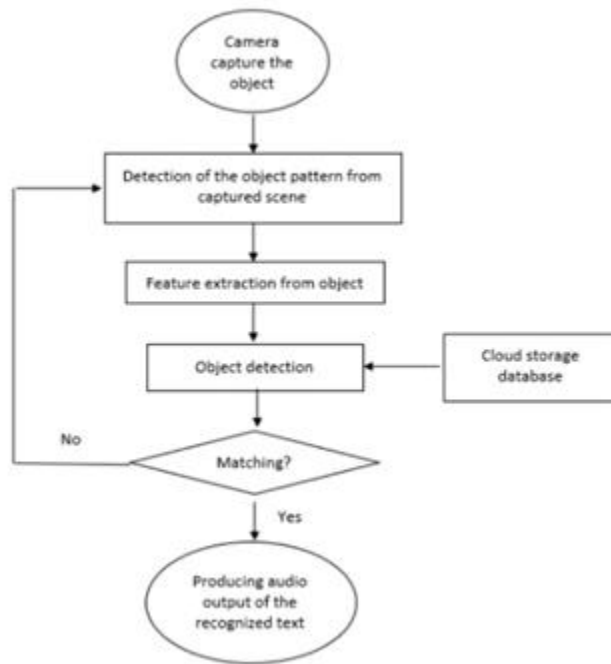 Camera
capture the
object
Detection of the object pattern from
captured scene
Feature extraction from object
Object detection
Cloud storage
database
No
Matching?
Yes
Producing audio
output of the
recognized text